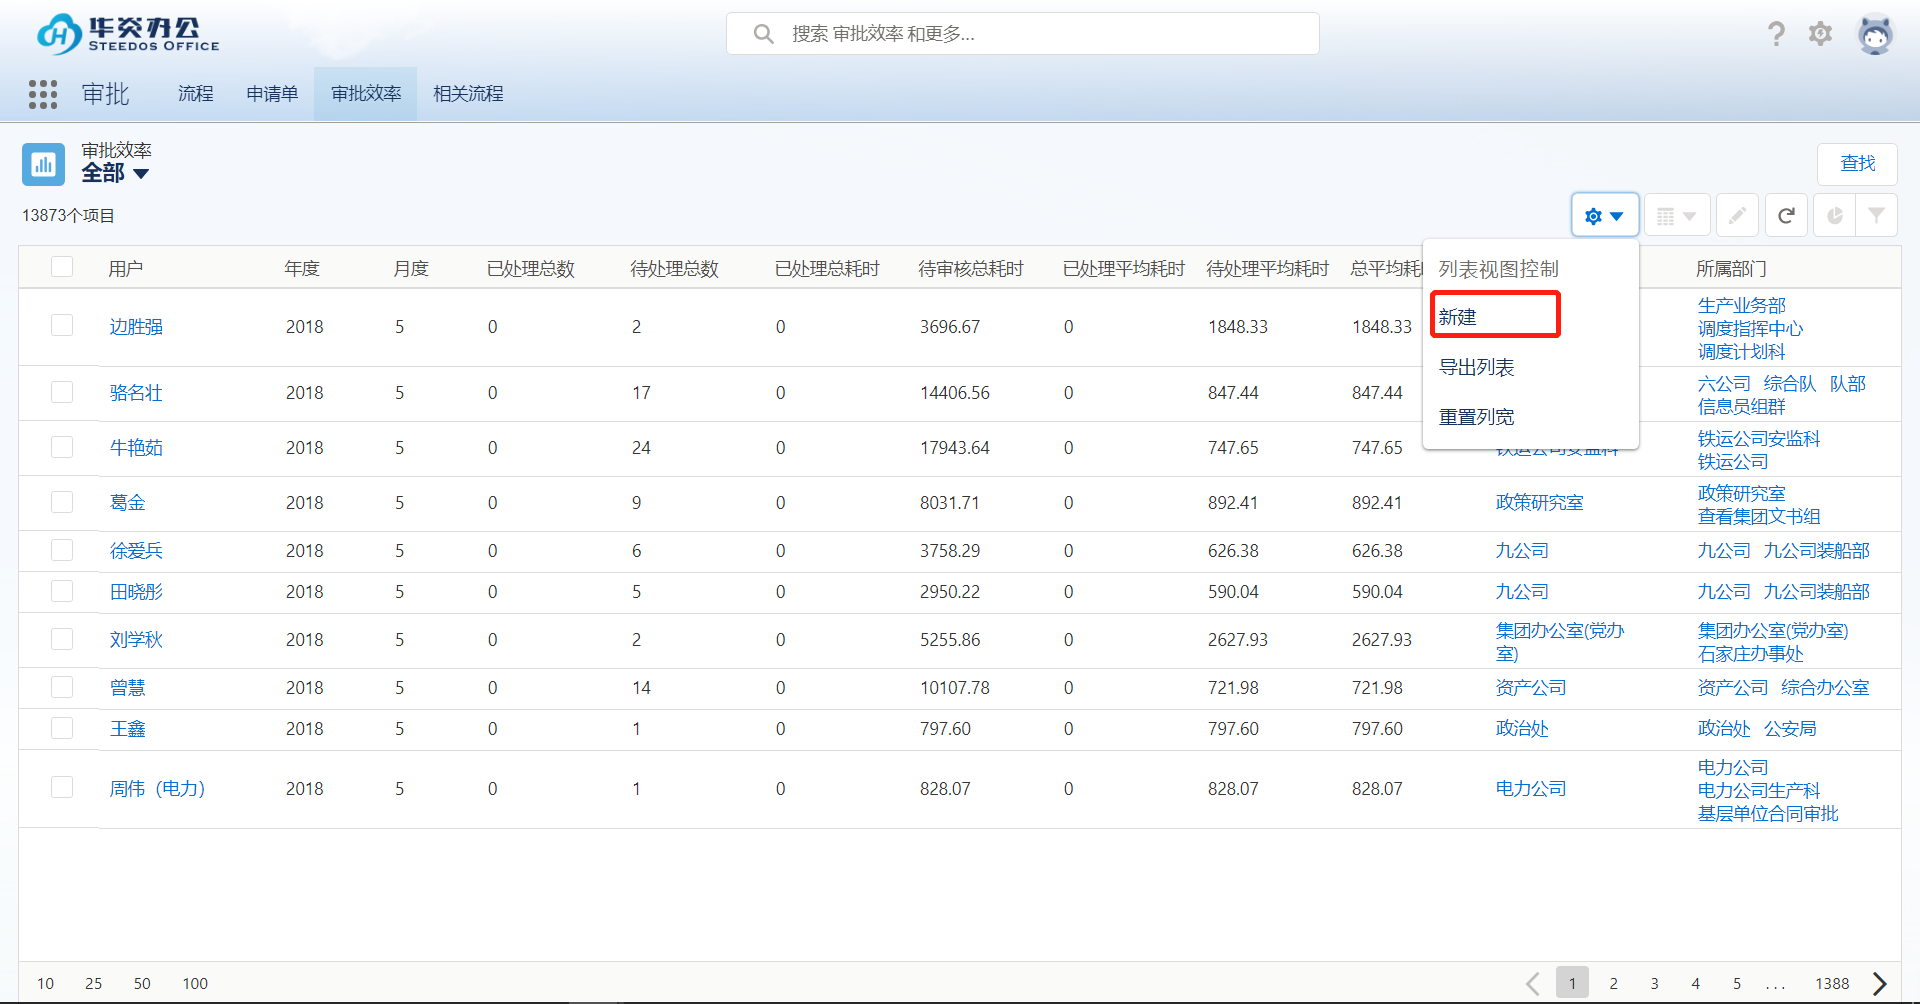 华炎办公
STEEDOS OFFICE
搜索 审批效率 和更多...
审批
流程 申请单 审批效率 相关流程
审批效率
全部
查找
13873个项目
用户 年度 月度 已处理总数 待处理总数 已处理总耗时 待审核总耗时 已处理平均耗时 待处理平均耗时 总平均耗 所属部门
列表视图控制
新建
导出列表
重置列宽
边胜强 2018 5 0 2 0 3696.67 0 1848.33 1848.33
生产业务部
调度指挥中心
调度计划科
骆名壮 2018 5 0 17 0 14406.56 0 847.44 847.44
六公司 综合队 队部
信息员组群
牛艳茹 2018 5 0 24 0 17943.64 0 747.65 747.65 铁运公司安监科
铁运公司安监科
铁运公司
葛金 2018 5 0 9 0 8031.71 0 892.41 892.41 政策研究室
政策研究室
查看集团文书组
徐爱兵 2018 5 0 6 0 3758.29 0 626.38 626.38 九公司 九公司 九公司装船部
田晓彤 2018 5 0 5 0 2950.22 0 590.04 590.04 九公司 九公司 九公司装船部
刘学秋 2018 5 0 2 0 5255.86 0 2627.93 2627.93
集团办公室(党办
室)
集团办公室(党办室)
石家庄办事处
曾慧 2018 5 0 14 0 10107.78 0 721.98 721.98 资产公司 资产公司 综合办公室
王鑫 2018 5 0 1 0 797.60 0 797.60 797.60 政治处 政治处 公安局
周伟（电力） 2018 5 0 1 0 828.07 0 828.07 828.07 电力公司
电力公司
电力公司生产科
基层单位合同审批
10 25 50 100
1 2 3 4 5 ... 1388